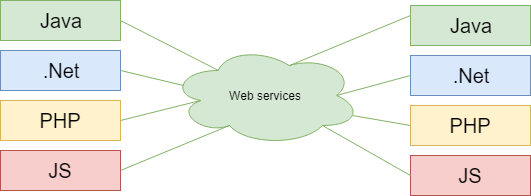 Java
.Net
PHP
JS
Web services
Java
.Net
PHP
JS